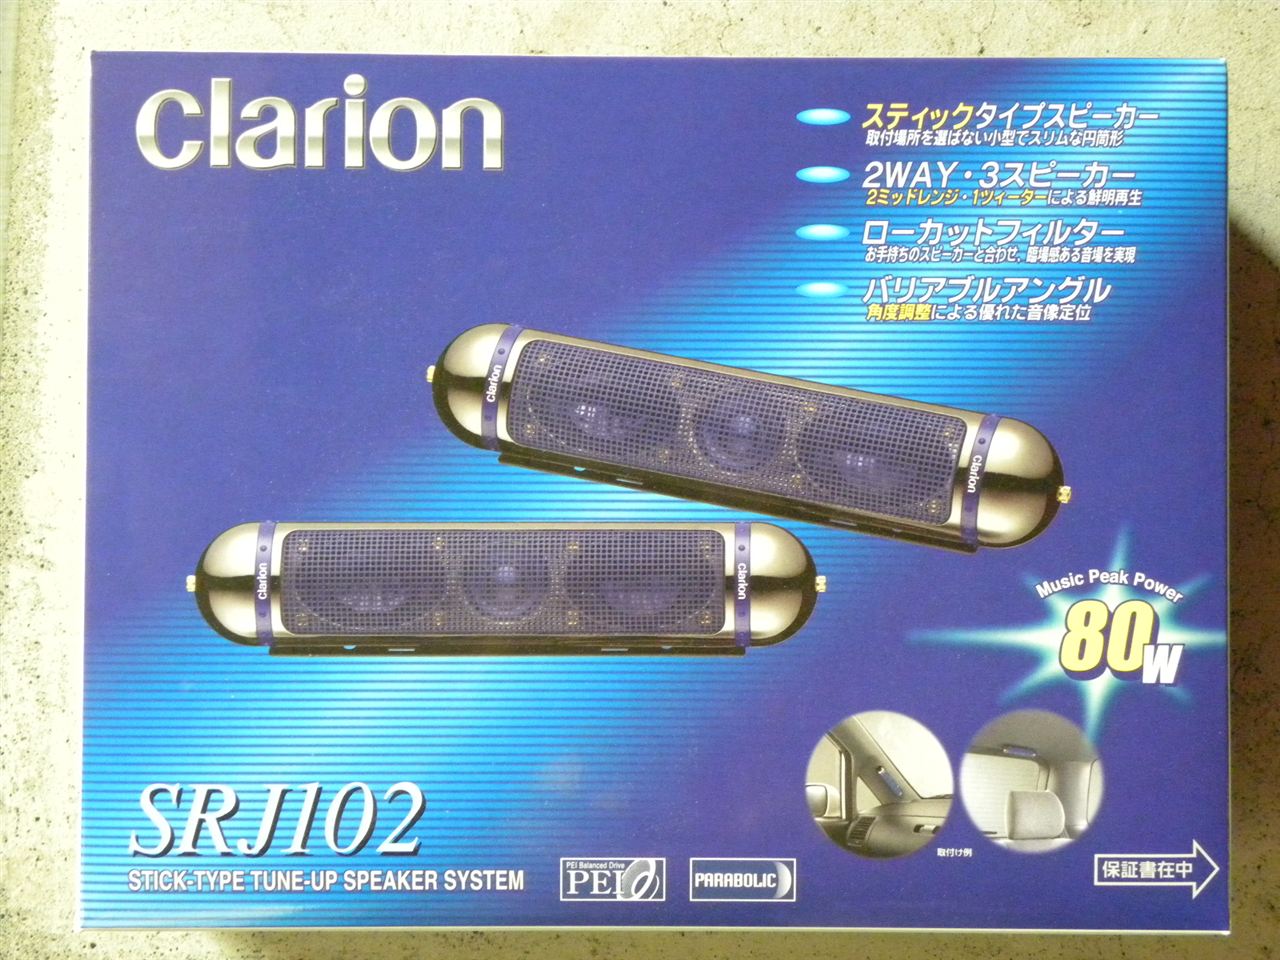 clarion
スティックタイプスピーカー
取付場所を選ばない小型でスリムな円筒形
2WAY・3スピーカー
2ミッドレンジ・1ツィーターによる鮮明再生
ローカットフィルター
お手持ちのスピーカーと合わせ、臨場感ある音場を実現
バリアブルアングル
角度調整による優れた音像定位
clarion
clarion
clarion
clarion
Music Peak Power
80W
SRJ102
STICK-TYPE TUNE-UP SPEAKER SYSTEM
PEI Balanced Drive
PEI
PARABOLIC
取付け例
保証書在中